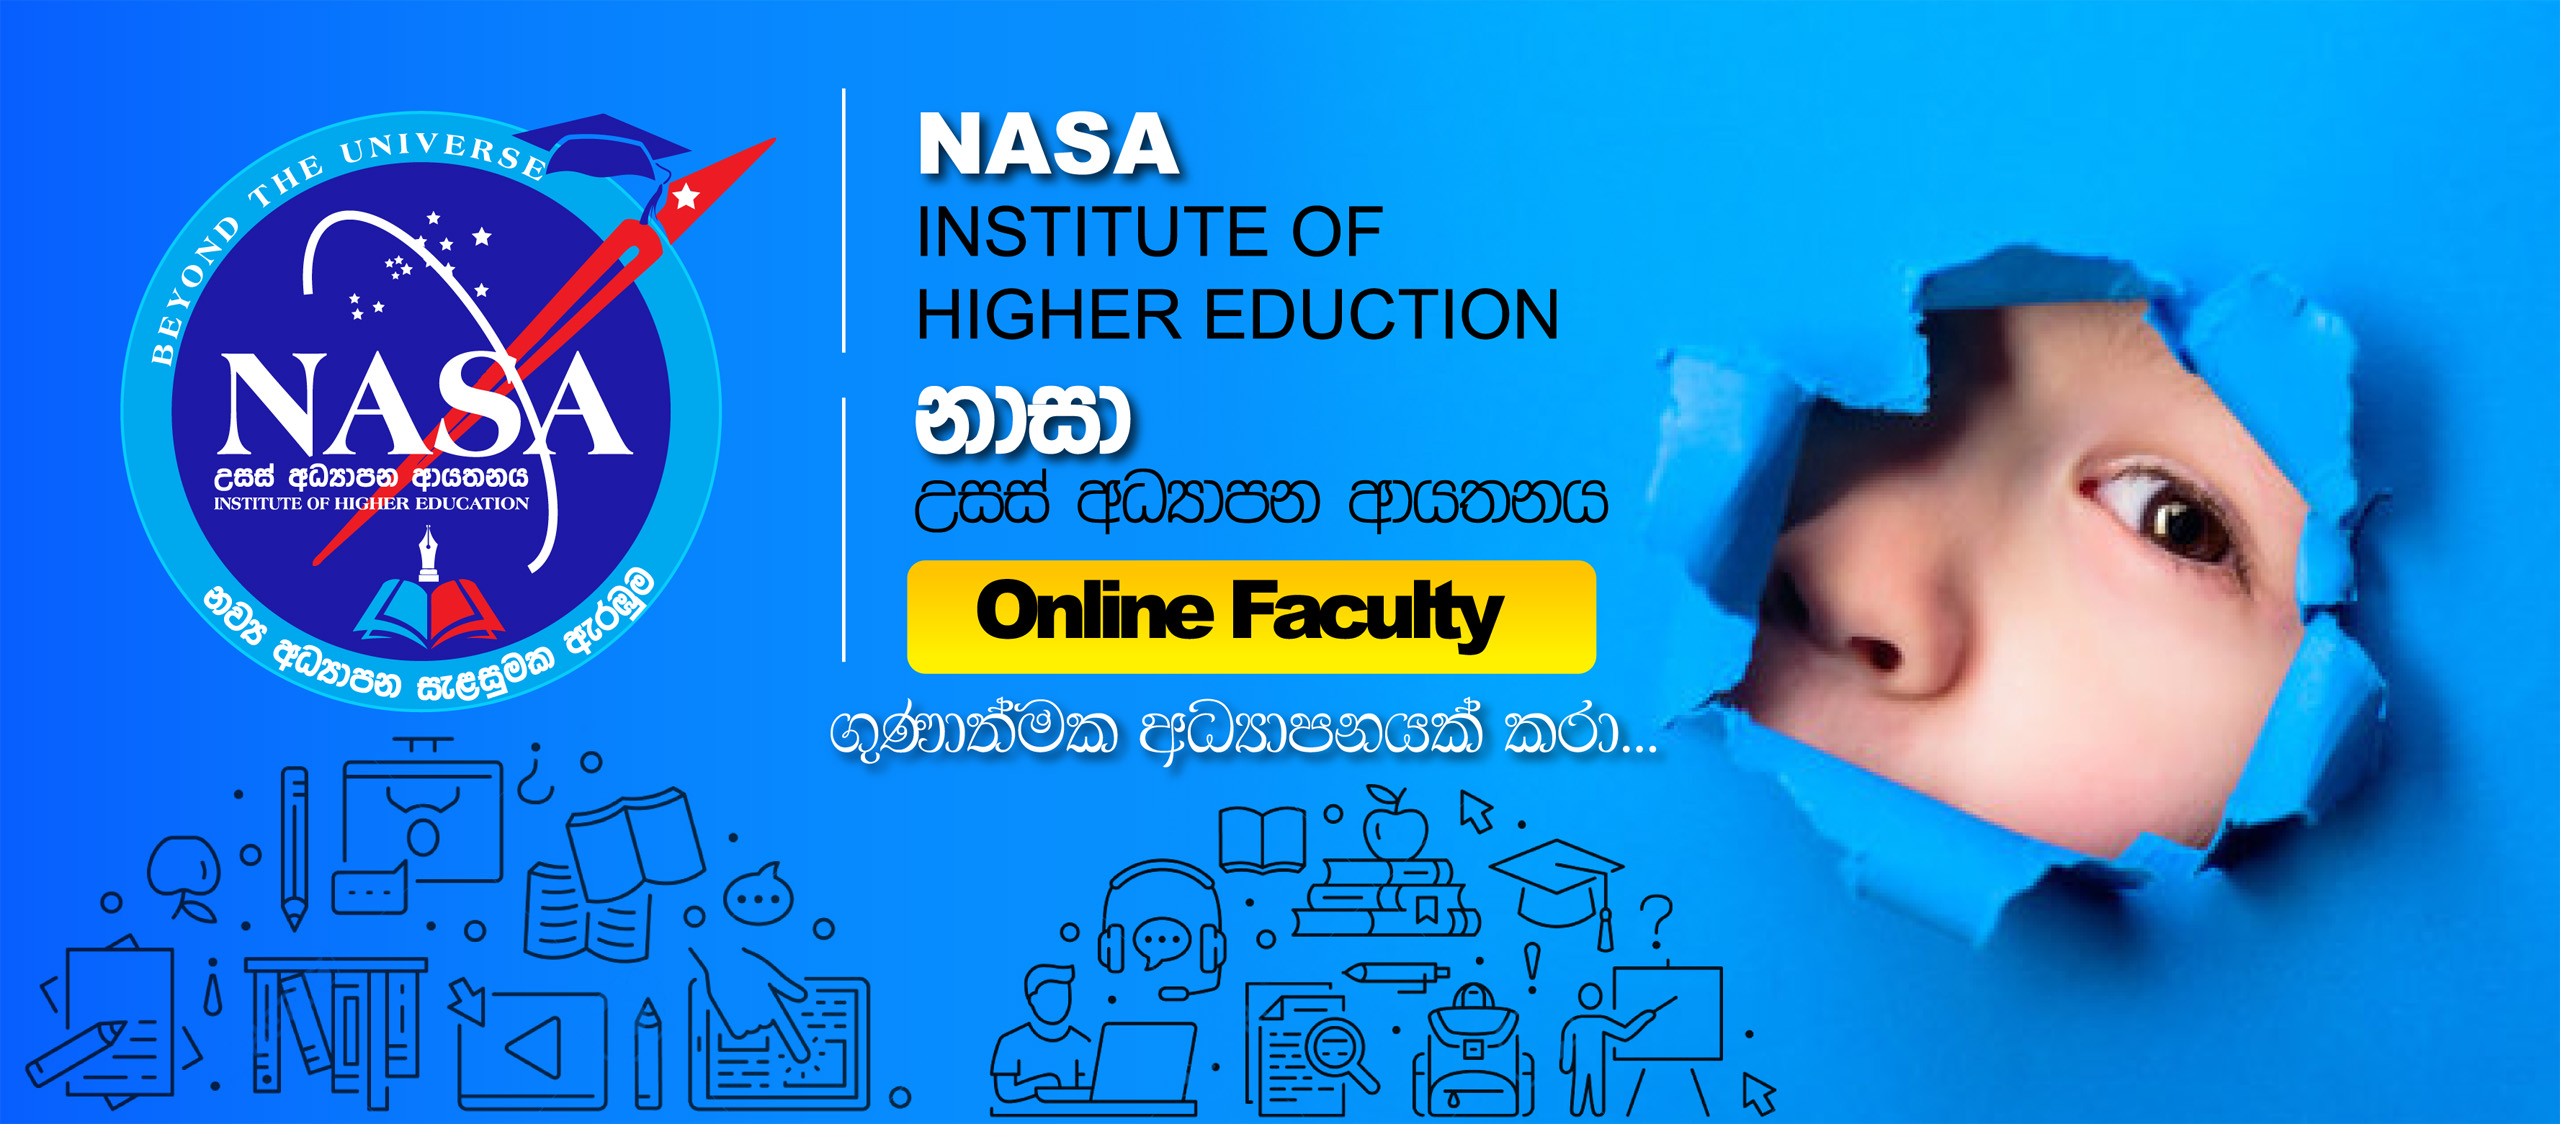 BEYOND THE UNIVERSE
NASA
උසස් අධ්‍යාපන ආයතනය
INSTITUTE OF HIGHER EDUCATION
නව්‍ය අධ්‍යාපන සැළසුමක ඇරඹුම
NASA
INSTITUTE OF
HIGHER EDUCTION
නාසා
උසස් අධ්‍යාපන ආයතනය
Online Faculty
ගුණාත්මක අධ්‍යාපනයක් කරා...